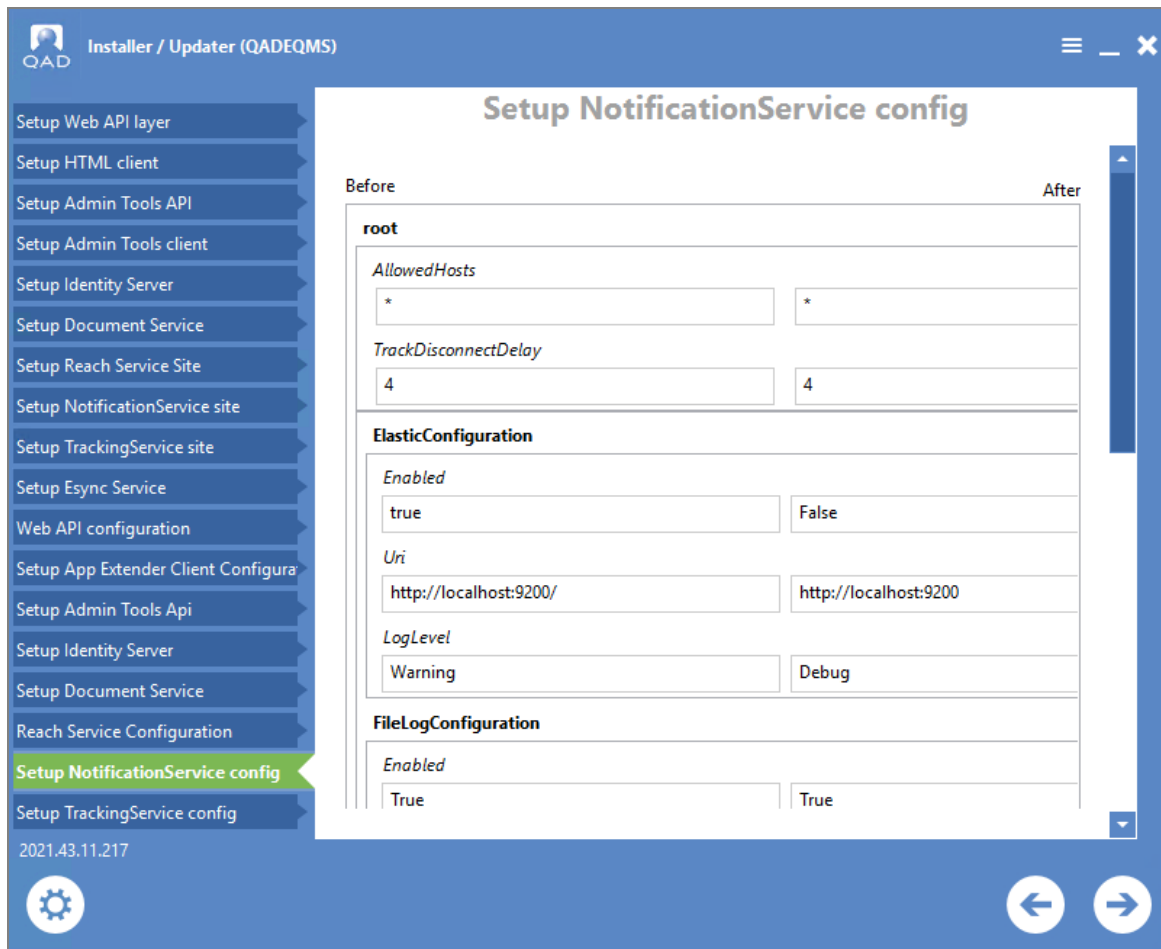 QAD
Installer / Updater (QADEQMS)
Setup Web API layer
Setup HTML client
Setup Admin Tools API
Setup Admin Tools client
Setup Identity Server
Setup Document Service
Setup Reach Service Site
Setup NotificationService site
Setup TrackingService site
Setup Esync Service
Web API configuration
Setup App Extender Client Configura
Setup Admin Tools Api
Setup Identity Server
Setup Document Service
Reach Service Configuration
Setup NotificationService config
Setup TrackingService config
2021.43.11.217
Setup NotificationService config
Before After
root
AllowedHosts
* *
TrackDisconnectDelay
4 4
ElasticConfiguration
Enabled
true False
Uri
http://localhost:9200/ http://localhost:9200
LogLevel
Warning Debug
FileLogConfiguration
Enabled
True True